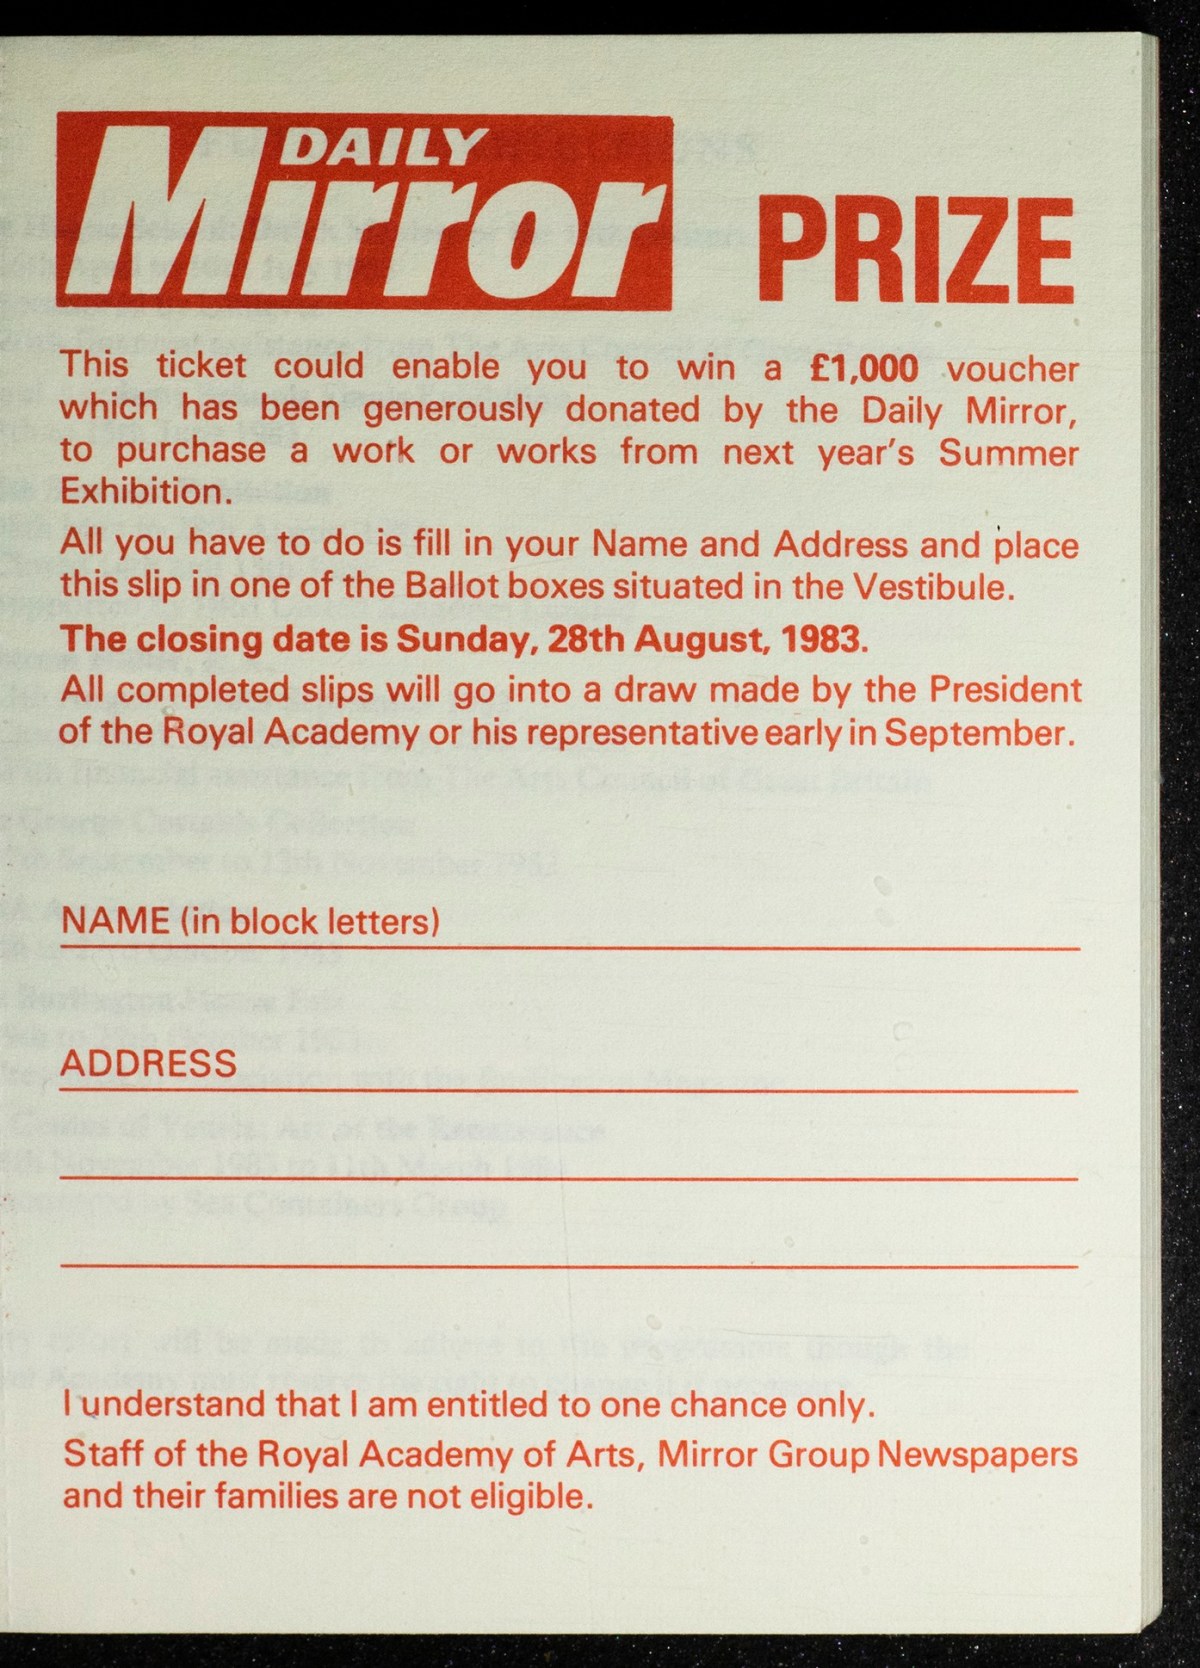 DAILY
Mirror PRIZE
This ticket could enable you to win a £1,000 voucher
which has been generously donated by the Daily Mirror,
to purchase a work or works from next year's Summer
Exhibition.
All you have to do is fill in your Name and Address and place
this slip in one of the Ballot boxes situated in the Vestibule.
The closing date is Sunday, 28th August, 1983.
All completed slips will go into a draw made by the President
of the Royal Academy or his representative early in September.
NAME (in block letters)
ADDRESS
I understand that I am entitled to one chance only.
Staff of the Royal Academy of Arts, Mirror Group Newspapers
and their families are not eligible.